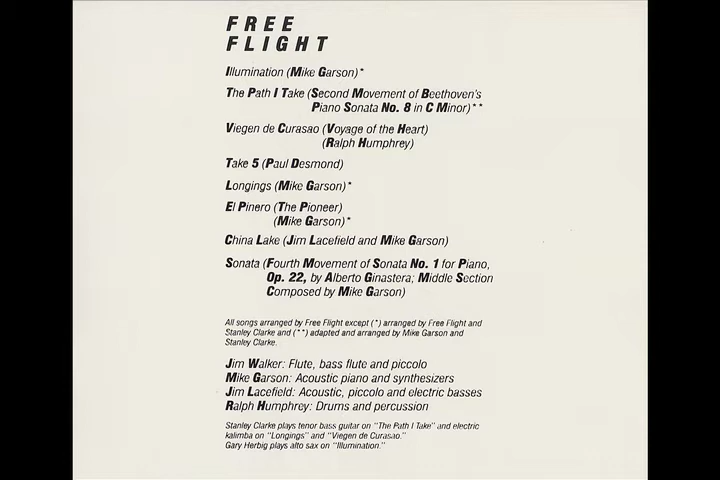 FREE
FLIGHT
Illumination (Mike Garson)*
The Path I Take (Second Movement of Beethoven's
Piano Sonata No. 8 in C Minor)**
Viegen de Curasao (Voyage of the Heart)
(Ralph Humphrey)
Take 5 (Paul Desmond)
Longings (Mike Garson)*
El Pinero (The Pioneer)
(Mike Garson)*
China Lake (Jim Lacefield and Mike Garson)
Sonata (Fourth Movement of Sonata No. 1 for Piano,
Op. 22, by Alberto Ginastera; Middle Section
Composed by Mike Garson)
All songs arranged by Free Flight except (*) arranged by Free Flight and
Stanley Clarke and (**) adapted and arranged by Mike Garson and
Stanley Clarke.
Jim Walker: Flute, bass flute and piccolo
Mike Garson: Acoustic piano and synthesizers
Jim Lacefield: Acoustic, piccolo and electric basses
Ralph Humphrey: Drums and percussion
Stanley Clarke plays tenor bass guitar on "The Path I Take" and electric
kalimba on "Longings" and "Viegen de Curasao."
Gary Herbig plays alto sax on "Illumination."